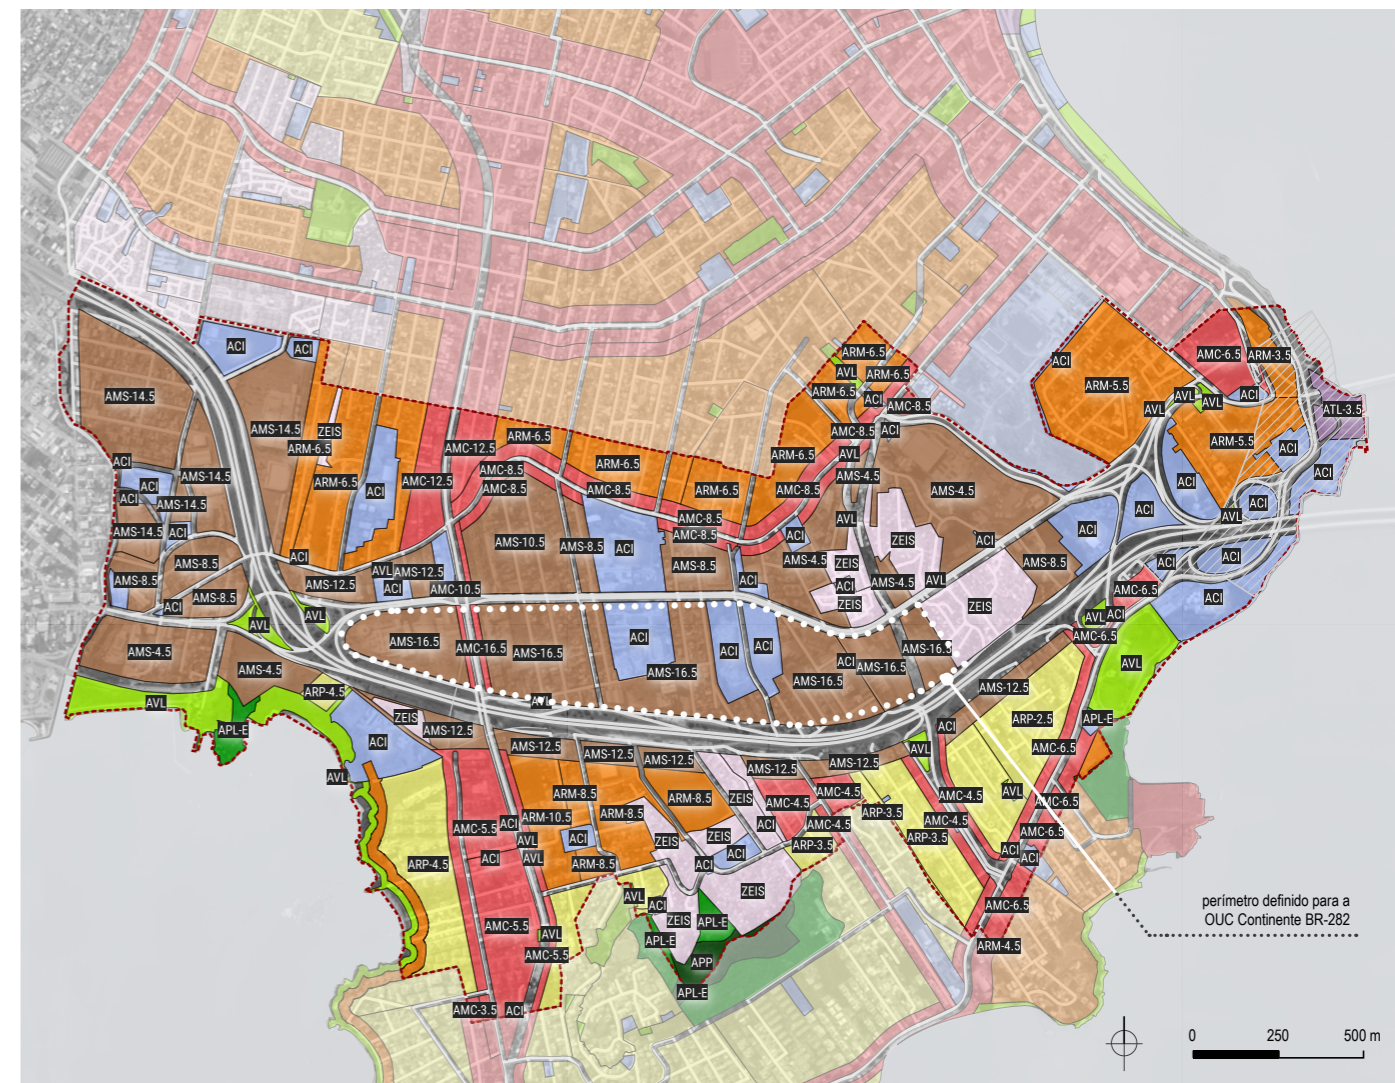 ACI
ACI
AMC-6.5
ARM-3.5
ARM-6.5
AVL
ARM-6.5
ARM-6.5
ACI
AMC-8.5
ACI
ARM-5.5
AVL
AVL
AVL
ACI
ATL-3.5
AMS-14.5
AMS-14.5
ZEIS
ARM-6.5
ARM-6.5
AMC-12.5
AMC-12.5
ARM-6.5
AMC-8.5
AMC-8.5
ARM-6.5
AMC-8.5
ARM-6.5
ARM-6.5
AMC-8.5
AMC-8.5
ACI
AVL
AMS-4.5
AMS-4.5
ARM-5.5
ACI
ACI
ACI
ACI
AVL
ACI
ACI
ACI
ACI
ACI
AMS-14.5
AMS-14.5
AMS-14.5
ACI
ACI
AMS-8.5
AMS-8.5
AMS-8.5
ACI
ACI
AMS-12.5
AVL
AMS-12.5
ACI
AMC-10.5
AMS-10.5
AMS-8.5
ACI
AMC-8.5
AMC-8.5
AMS-8.5
ACI
ACI
AMS-4.5
AVL
ZEIS
ZEIS
ACI
ZEIS
AMS-4.5
AVL
ACI
AMS-8.5
ZEIS
ACI
ACI
ACI
AMC-6.5
ACI
AVL
ACI
AMC-6.5
AVL
AVL
AVL
AMS-4.5
AMS-4.5
AMS-16.5
AMC-16.5
AMS-16.5
ACI
AMS-16.5
ACI
ACI
AMS-16.5
ACI
AMS-16.5
AMS-16.5
AMS-12.5
AVL
APL-E
ARP-4.5
ZEIS
ACI
AVL
AMS-12.5
AVL
AMS-12.5
AMS-12.5
AMS-12.5
AMS-12.5
AMS-12.5
ACI
AVL
ARP-2.5
APL-E
AMC-6.5
AVL
AMC-6.5
AMC-6.5
ARM-8.5
ARM-8.5
ARM-8.5
ARM-10.5
ACI
ARM-8.5
ZEIS
ZEIS
ZEIS
AMC-4.5
AMC-4.5
AMC-4.5
ACI
ACI
ACI
ARP-3.5
ARP-3.5
ARP-3.5
AMC-4.5
AMC-4.5
ACI
ACI
AMC-5.5
ACI
AVL
ACI
AVL
ARP-4.5
AMC-5.5
AVL
AMC-5.5
AMC-3.5
ACI
AVL
ACI
ZEIS
ZEIS
APL-E
APL-E
APP
APL-E
AMC-6.5
ARM-4.5
perímetro definido para a
OUC Continente BR-282
0 250 500 m